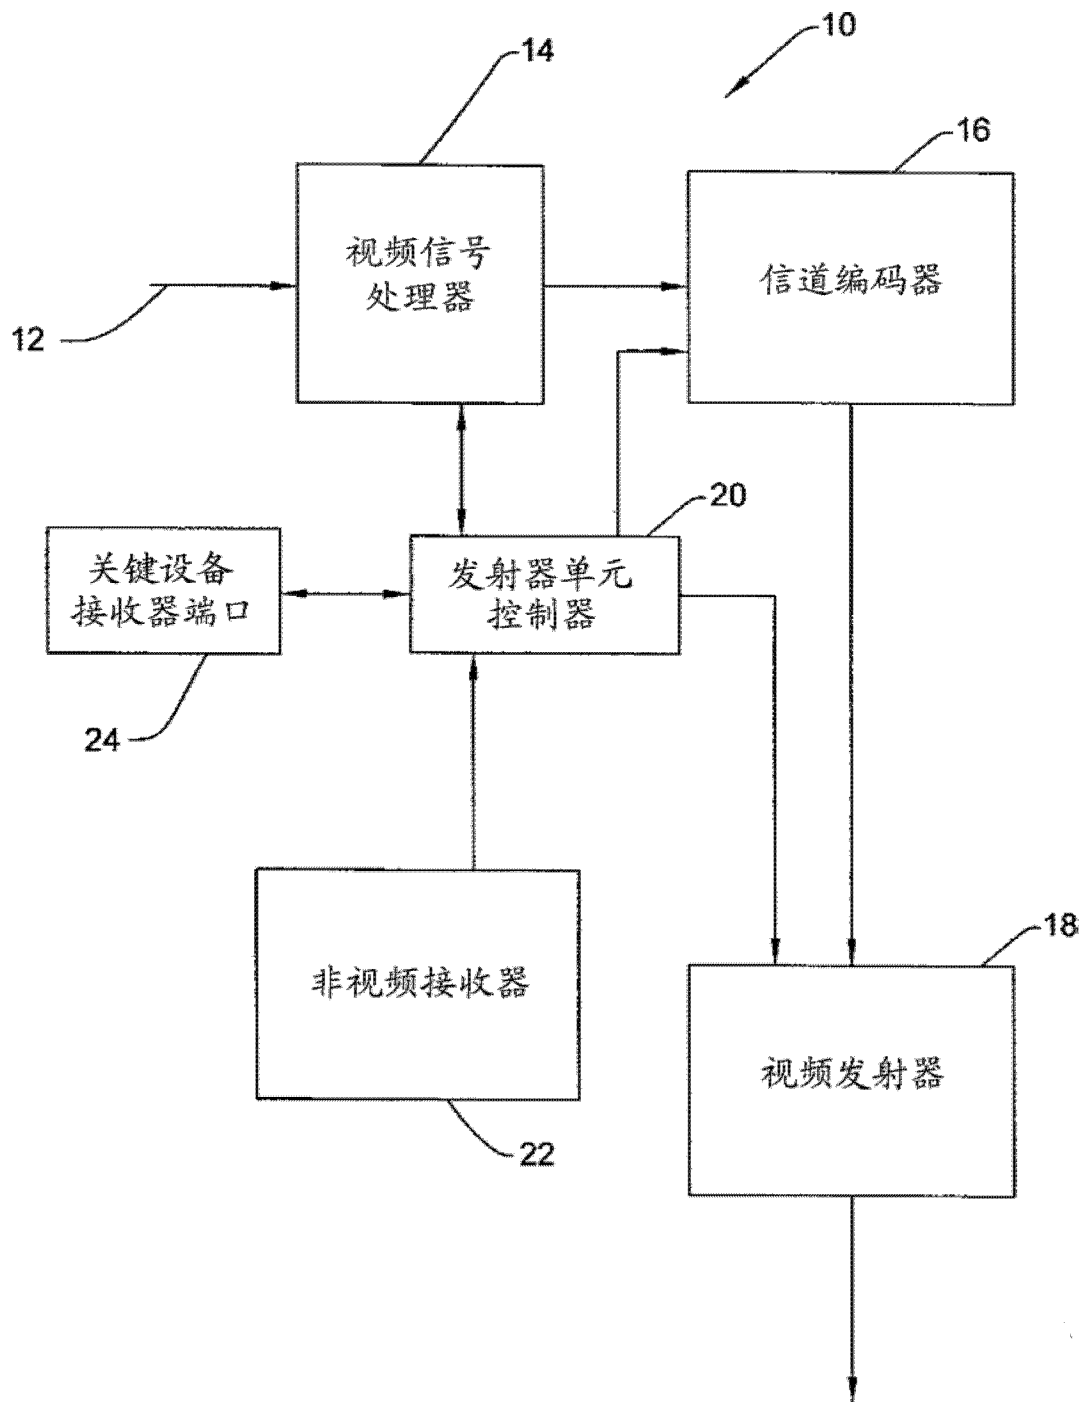 10
14
16
视频信号
处理器
信道编码器
12
20
关键设备
接收器端口
发射器单元
控制器
24
18
非视频接收器
视频发射器
22